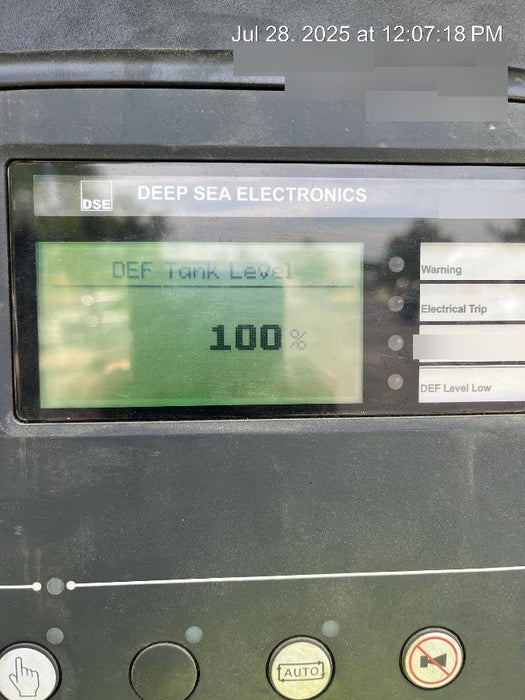 Jul 28. 2025 at 12:07:18 PM
DSE
DEEP SEA ELECTRONICS
DEF Tank Level
100%
Warning
Electrical Trip
DEF Level Low
AUTO